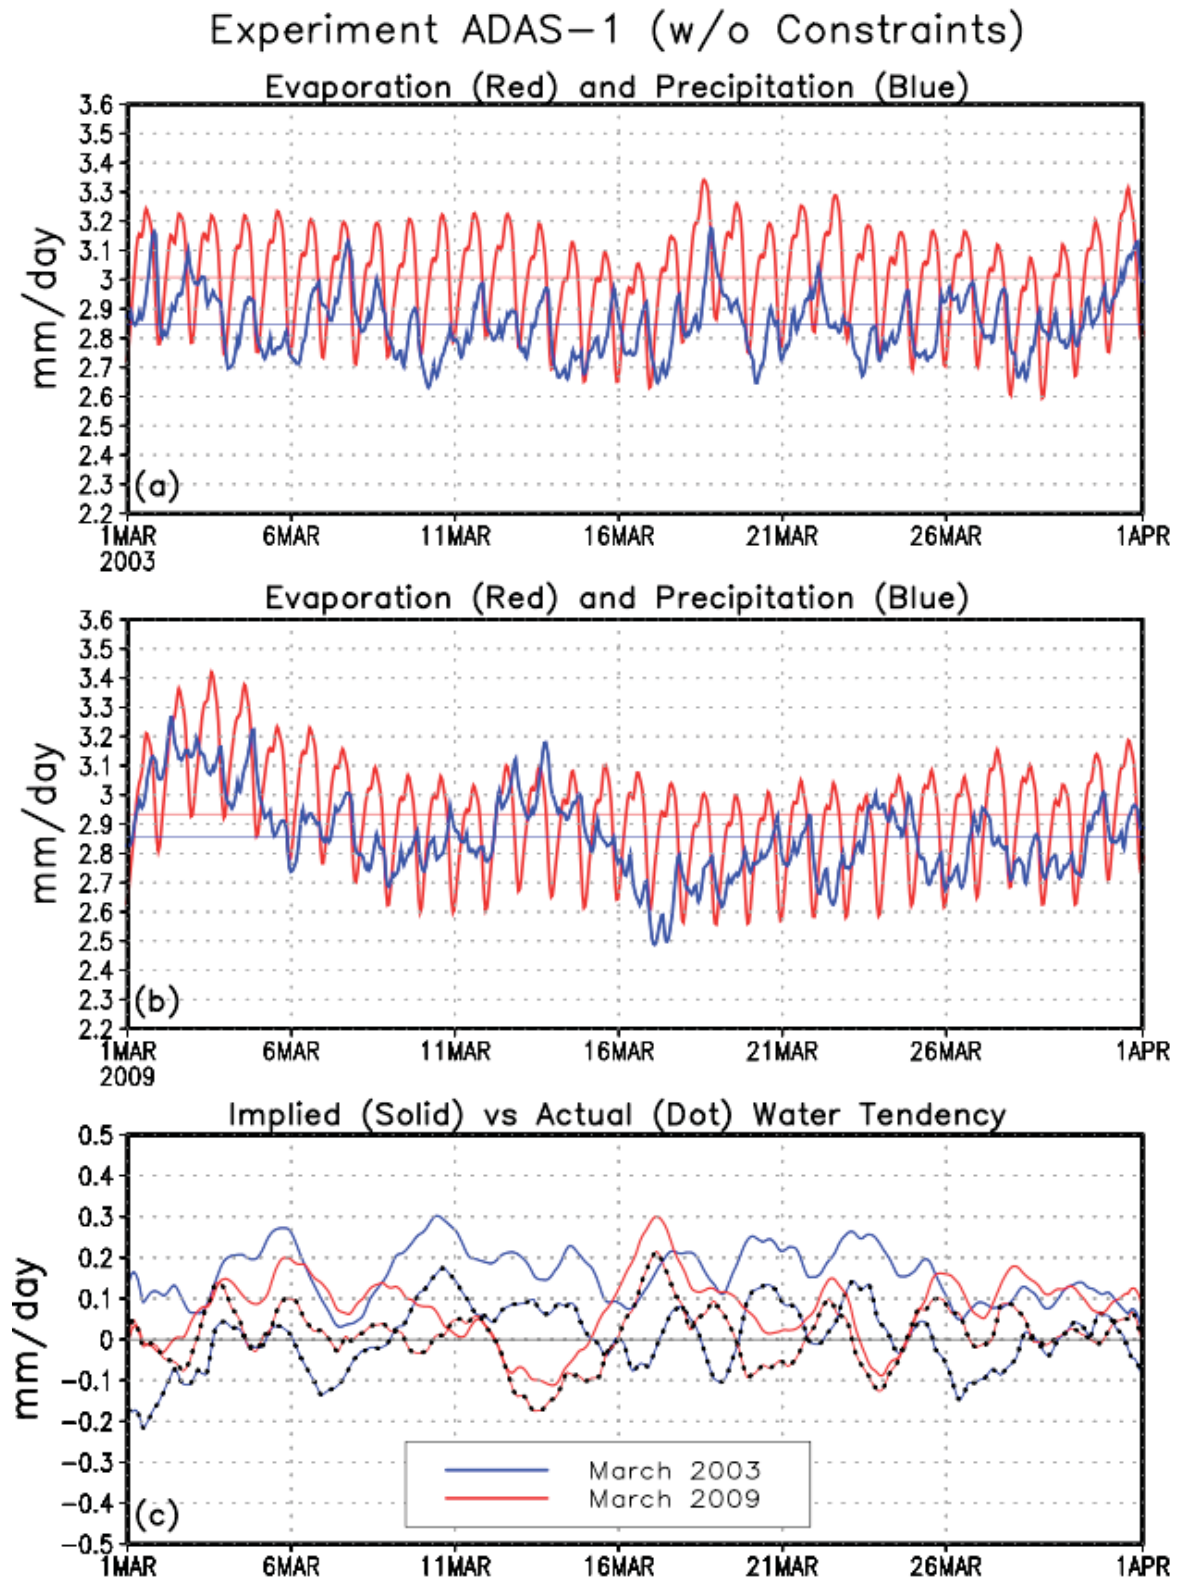 Experiment ADAS-1 (w/o Constraints)
Evaporation (Red) and Precipitation (Blue)
mm/day
3.6
3.5
3.4
3.3
3.2
3.1
3
2.9
2.8
2.7
2.6
2.5
2.4
2.3
2.2
(a)
1MAR 6MAR 11MAR 16MAR 21MAR 26MAR 1APR
2003
Evaporation (Red) and Precipitation (Blue)
mm/day
3.6
3.5
3.4
3.3
3.2
3.1
3
2.9
2.8
2.7
2.6
2.5
2.4
2.3
2.2
(b)
1MAR 6MAR 11MAR 16MAR 21MAR 26MAR 1APR
2009
Implied (Solid) vs Actual (Dot) Water Tendency
mm/day
0.5
0.4
0.3
0.2
0.1
0
-0.1
-0.2
-0.3
-0.4
-0.5
March 2003
March 2009
(c)
1MAR 6MAR 11MAR 16MAR 21MAR 26MAR 1APR